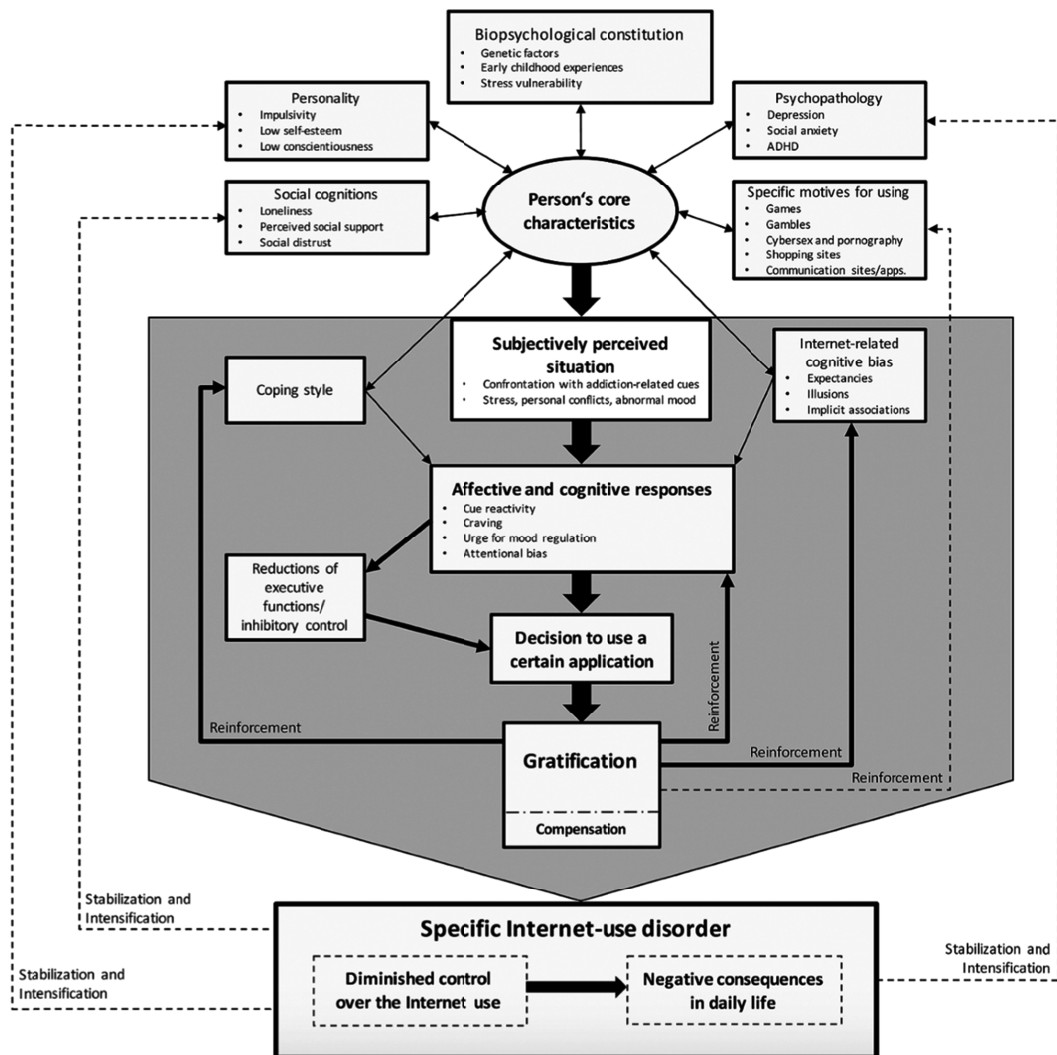 Biopsychological constitution
• Genetic factors
• Early childhood experiences
• Stress vulnerability
Personality
• Impulsivity
• Low self-esteem
• Low conscientiousness
Psychopathology
• Depression
• Social anxiety
• ADHD
Social cognitions
• Loneliness
• Perceived social support
• Social distrust
Person‘s core
characteristics
Specific motives for using
• Games
• Gambles
• Cybersex and pornography
• Shopping sites
• Communication sites/apps.
Subjectively perceived
situation
• Confrontation with addiction-related cues
• Stress, personal conflicts, abnormal mood
Coping style
Internet-related
cognitive bias
• Expectancies
• Illusions
• Implicit associations
Affective and cognitive responses
• Cue reactivity
• Craving
• Urge for mood regulation
• Attentional bias
Reductions of
executive
functions/
inhibitory control
Decision to use a
certain application
Reinforcement
Reinforcement
Gratification
Reinforcement
Reinforcement
Compensation
Stabilization and
Intensification
Specific Internet-use disorder
Stabilization and
Intensification
Stabilization and
Intensification
Diminished control
over the Internet use
Negative consequences
in daily life